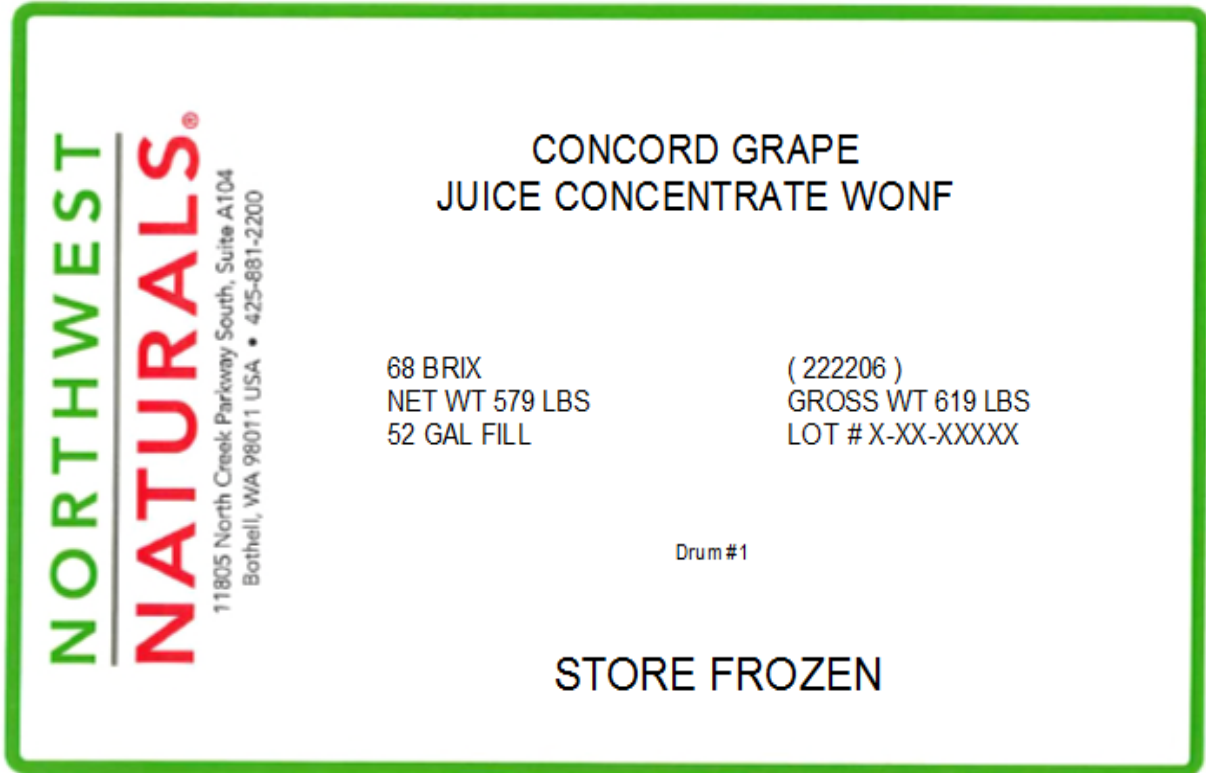 NORTHWEST
NATURALS®
11805 North Creek Parkway South, Suite A104
Bothell, WA 98011 USA • 425-881-2200
CONCORD GRAPE
JUICE CONCENTRATE WONF
68 BRIX
( 222206 )
NET WT 579 LBS
GROSS WT 619 LBS
52 GAL FILL
LOT # X-XX-XXXXX
Drum #1
STORE FROZEN